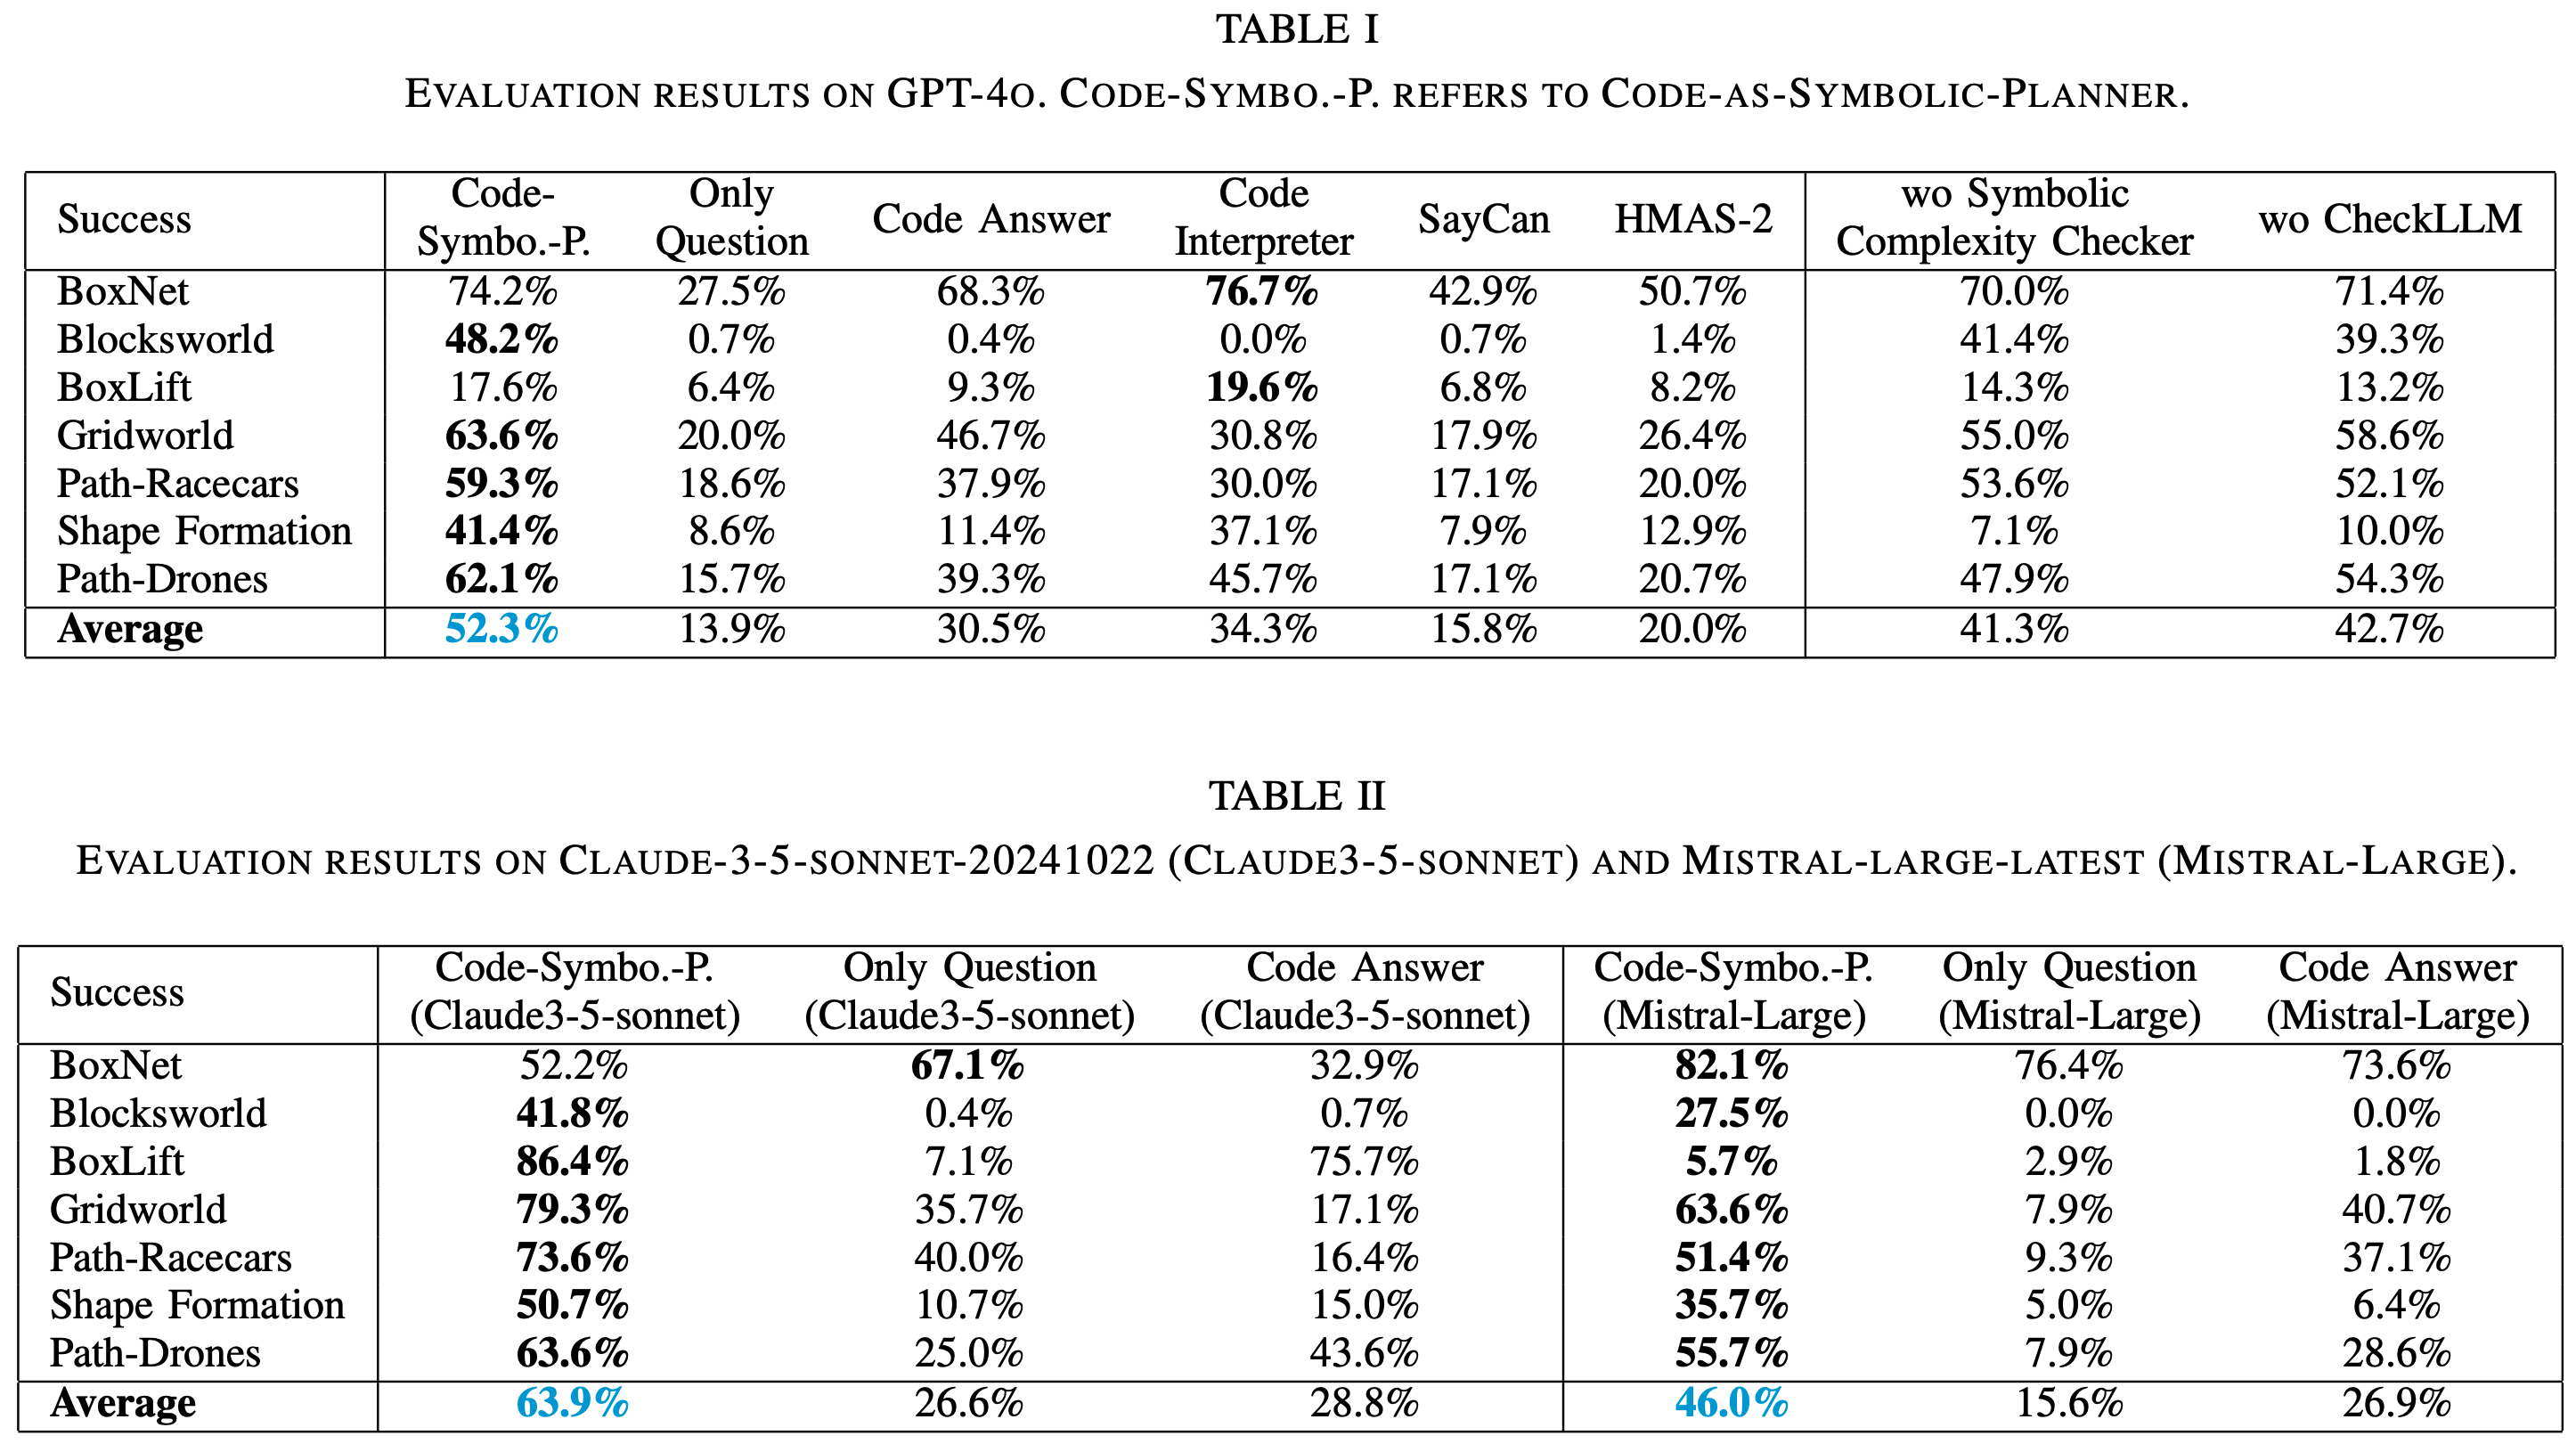 TABLE I
EVALUATION RESULTS ON GPT-4O. CODE-SYMBO.-P. REFERS TO CODE-AS-SYMBOLIC-PLANNER.
Success Code-Symbo.-P. Only Question Code Answer Code Interpreter SayCan HMAS-2 wo Symbolic Complexity Checker wo CheckLLM
BoxNet 74.2% 27.5% 68.3% 76.7% 42.9% 50.7% 70.0% 71.4%
Blocksworld 48.2% 0.7% 0.4% 0.0% 0.7% 1.4% 41.4% 39.3%
BoxLift 17.6% 6.4% 9.3% 19.6% 6.8% 8.2% 14.3% 13.2%
Gridworld 63.6% 20.0% 46.7% 30.8% 17.9% 26.4% 55.0% 58.6%
Path-Racecars 59.3% 18.6% 37.9% 30.0% 17.1% 20.0% 53.6% 52.1%
Shape Formation 41.4% 8.6% 11.4% 37.1% 7.9% 12.9% 7.1% 10.0%
Path-Drones 62.1% 15.7% 39.3% 45.7% 17.1% 20.7% 47.9% 54.3%
Average 52.3% 13.9% 30.5% 34.3% 15.8% 20.0% 41.3% 42.7%
TABLE II
EVALUATION RESULTS ON CLAUDE-3-5-SONNET-20241022 (CLAUDE3-5-SONNET) AND MISTRAL-LARGE-LATEST (MISTRAL-LARGE).
Success Code-Symbo.-P. (Claude3-5-sonnet) Only Question (Claude3-5-sonnet) Code Answer (Claude3-5-sonnet) Code-Symbo.-P. (Mistral-Large) Only Question (Mistral-Large) Code Answer (Mistral-Large)
BoxNet 52.2% 67.1% 32.9% 82.1% 76.4% 73.6%
Blocksworld 41.8% 0.4% 0.7% 27.5% 0.0% 0.0%
BoxLift 86.4% 7.1% 75.7% 5.7% 2.9% 1.8%
Gridworld 79.3% 35.7% 17.1% 63.6% 7.9% 40.7%
Path-Racecars 73.6% 40.0% 16.4% 51.4% 9.3% 37.1%
Shape Formation 50.7% 10.7% 15.0% 35.7% 5.0% 6.4%
Path-Drones 63.6% 25.0% 43.6% 55.7% 7.9% 28.6%
Average 63.9% 26.6% 28.8% 46.0% 15.6% 26.9%